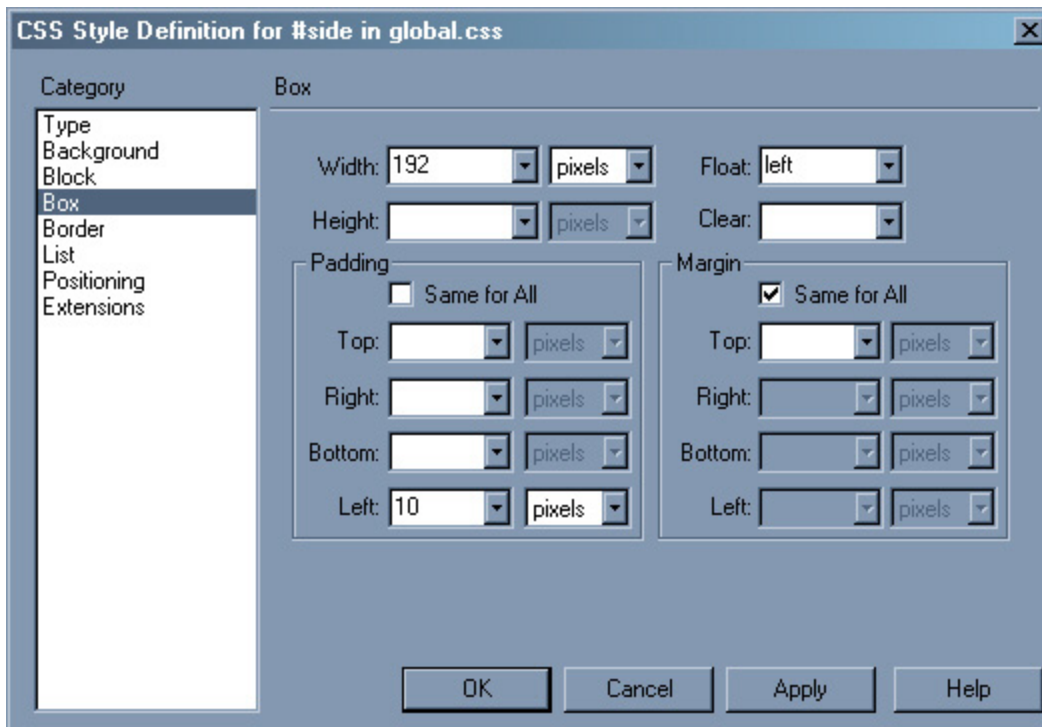 CSS Style Definition for #side in global.css
Category
Type
Background
Block
Box
Border
List
Positioning
Extensions
Box
Width: 192 pixels Float: left
Height: pixels Clear:
Padding
Same for All
Top: pixels
Right: pixels
Bottom: pixels
Left: 10 pixels
Margin
Same for All
Top: pixels
Right: pixels
Bottom: pixels
Left: pixels
OK Cancel Apply Help